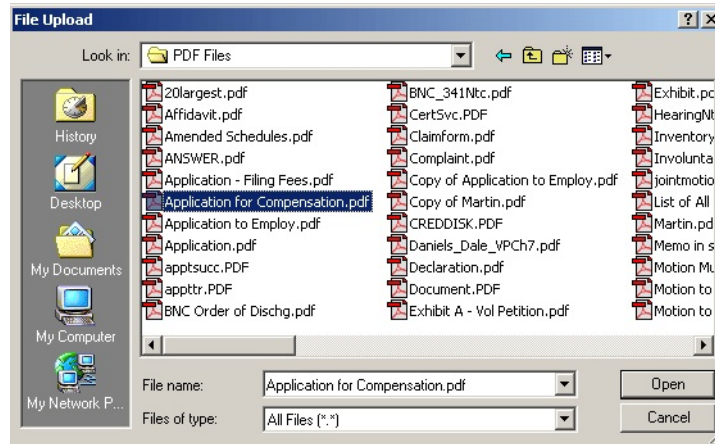 File Upload
Look in: PDF Files
History
Desktop
My Documents
My Computer
My Network P...
20largest.pdf
Affidavit.pdf
Amended Schedules.pdf
ANSWER.pdf
Application - Filing Fees.pdf
Application for Compensation.pdf
Application to Employ.pdf
Application.pdf
apptsucc.PDF
apptr.PDF
BNC Order of Dischg.pdf
BNC_341Ntc.pdf
CertSvc.PDF
Claimform.pdf
Complaint.pdf
Copy of Application to Employ.pdf
Copy of Martin.pdf
CREDDISK.PDF
Daniels_Dale_VPCh7.pdf
Declaration.pdf
Document.PDF
Exhibit A - Vol Petition.pdf
Exhibit.pd
HearingNt
Inventory
Involunta
jointmotio
List of All
Martin.pd
Memo in s
Motion Mu
Motion to
Motion to
File name: Application for Compensation.pdf Open
Files of type: All Files (*.*) Cancel